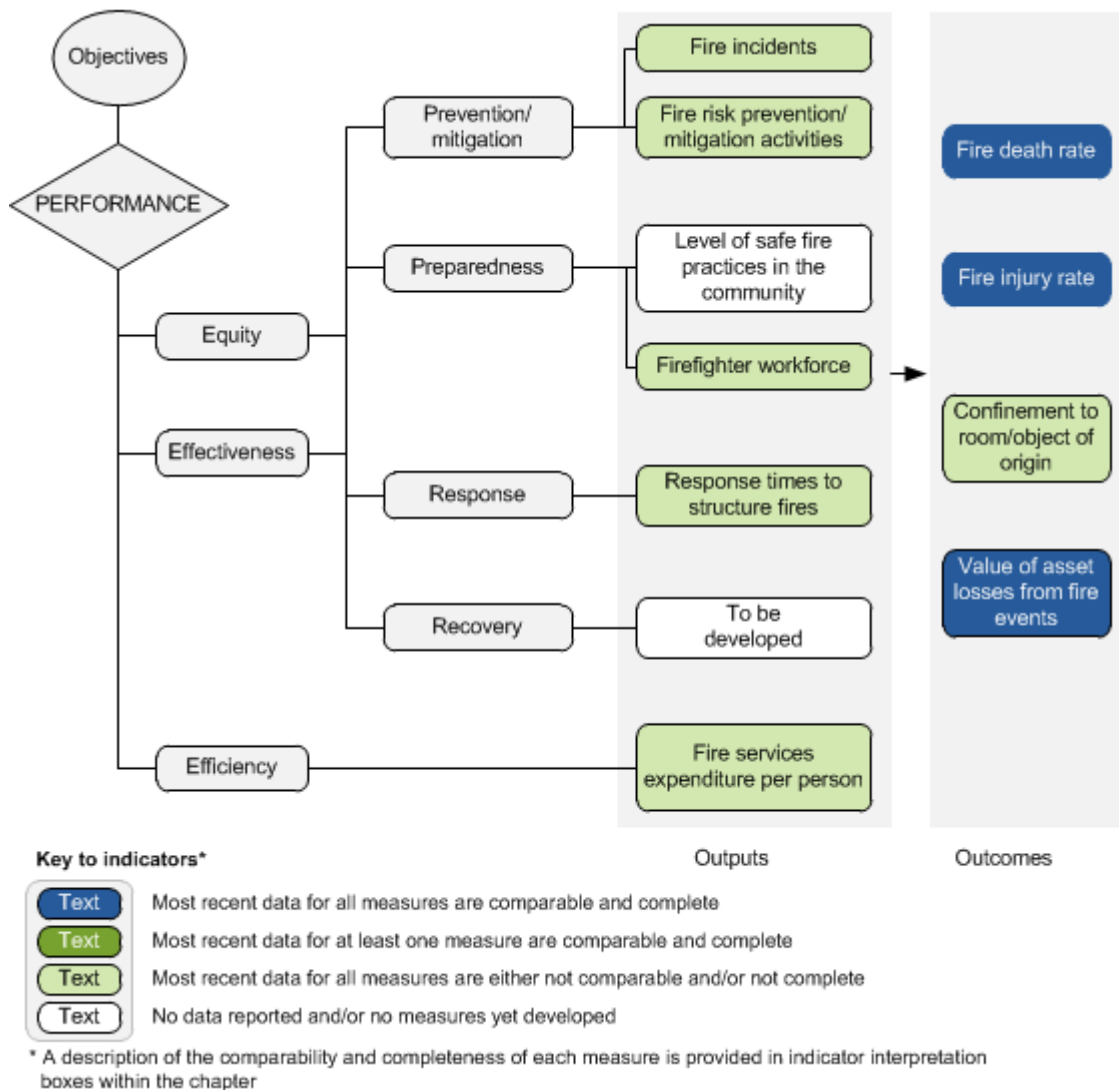 Objectives
PERFORMANCE
Equity
Effectiveness
Efficiency
Prevention/
mitigation
Preparedness
Response
Recovery
Fire incidents
Fire risk prevention/
mitigation activities
Level of safe fire
practices in the
community
Firefighter workforce
Response times to
structure fires
To be
developed
Fire services
expenditure per person
Fire death rate
Fire injury rate
Confinement to
room/object of
origin
Value of asset
losses from fire
events
Outputs
Outcomes
Key to indicators*
Text Most recent data for all measures are comparable and complete
Text Most recent data for at least one measure are comparable and complete
Text Most recent data for all measures are either not comparable and/or not complete
Text No data reported and/or no measures yet developed
* A description of the comparability and completeness of each measure is provided in indicator interpretation
boxes within the chapter